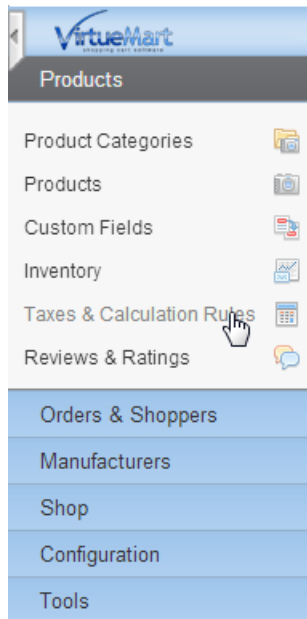 VirtueMart
shopping cart software
Products
Product Categories
Products
Custom Fields
Inventory
Taxes & Calculation Rules
Reviews & Ratings
Orders & Shoppers
Manufacturers
Shop
Configuration
Tools